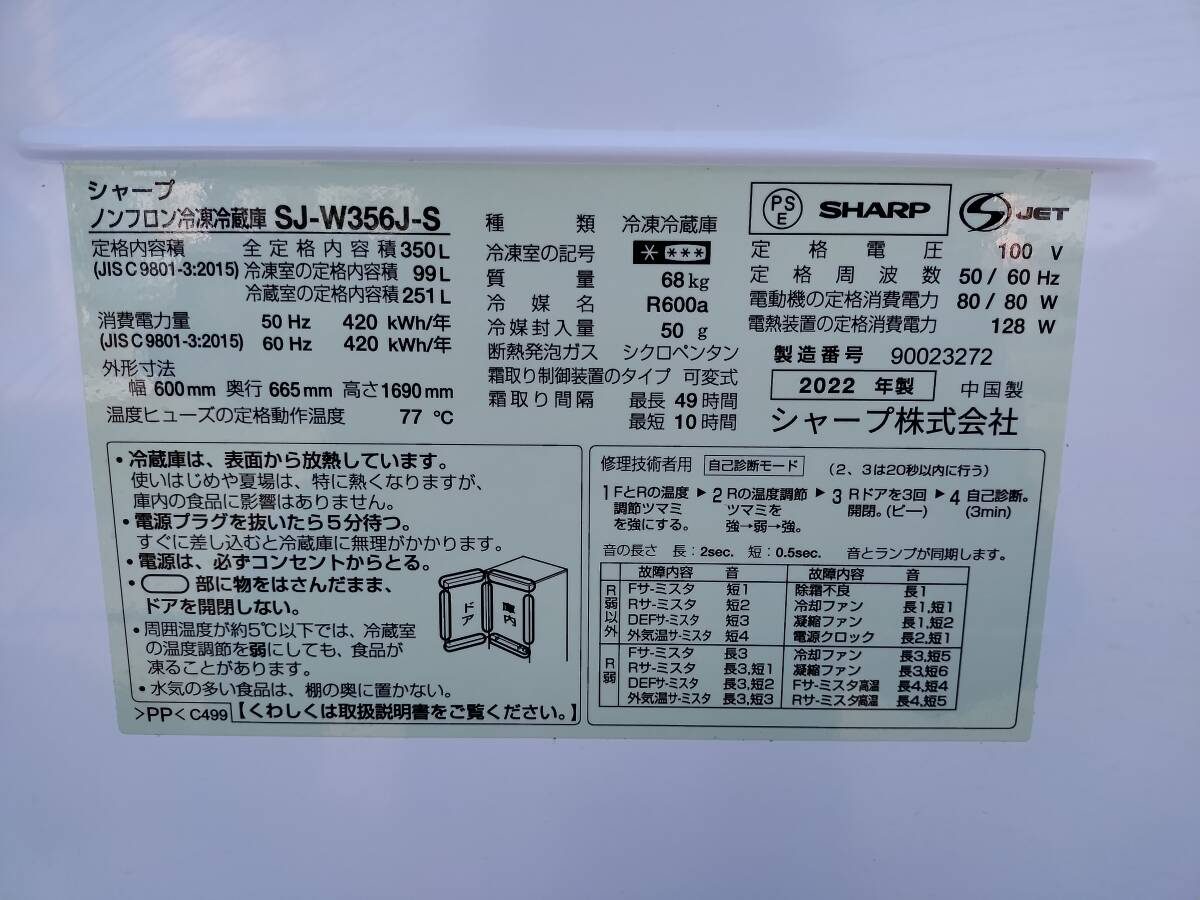 シャープ
ノンフロン冷凍冷蔵庫 SJ-W356J-S
定格内容積 全定格内容積 350 L
(JIS C 9801-3:2015) 冷凍室の定格内容積 99 L
冷蔵室の定格内容積 251 L
消費電力量 50 Hz 420 kWh/年
(JIS C 9801-3:2015) 60 Hz 420 kWh/年
外形寸法
幅 600 mm 奥行 665 mm 高さ 1690 mm
温度ヒューズの定格動作温度 77 ℃
種類 冷凍冷蔵庫
冷凍室の記号 * ***
質量 68 kg
冷媒名 R600a
冷媒封入量 50 g
断熱発泡ガス シクロペンタン
霜取り制御装置のタイプ 可変式
霜取り間隔 最長 49 時間
最短 10 時間
PS E SHARP S JET
定格電圧 100 V
定格周波数 50 / 60 Hz
電動機の定格消費電力 80 / 80 W
電熱装置の定格消費電力 128 W
製造番号 90023272
2022 年製 中国製
シャープ株式会社
・冷蔵庫は、表面から放熱しています。
使いはじめや夏場は、特に熱くなりますが、
庫内の食品に影響はありません。
・電源プラグを抜いたら5分待つ。
すぐに差し込むと冷蔵庫に無理がかかります。
・電源は、必ずコンセントからとる。
・ 部に物をはさんだまま、
ドアを開閉しない。
・周囲温度が約5℃以下では、冷蔵室
の温度調節を弱にしても、食品が
凍ることがあります。
・水気の多い食品は、棚の奥に置かない。
ドア 庫内
>PP< C499 【くわしくは取扱説明書をご覧ください。】
修理技術者用 自己診断モード (2、3は20秒以内に行う)
1 FとRの温度調節ツマミを強にする。 ▶ 2 Rの温度調節ツマミを強→弱→強。 ▶ 3 Rドアを3回開閉。(ピー) ▶ 4 自己診断。(3min)
音の長さ 長:2sec. 短:0.5sec. 音とランプが同期します。
故障内容 音 故障内容 音
R弱以外 Fサーミスタ 短1 除霜不良 長1
Rサーミスタ 短2 冷却ファン 長1, 短1
DEFサーミスタ 短3 凝縮ファン 長1, 短2
外気温サーミスタ 短4 電源クロック 長2, 短1
R弱 Fサーミスタ 長3 冷却ファン 長3, 短5
Rサーミスタ 長3, 短1 凝縮ファン 長3, 短6
DEFサーミスタ 長3, 短2 Fサーミスタ高温 長4, 短4
外気温サーミスタ 長3, 短3 Rサーミスタ高温 長4, 短5